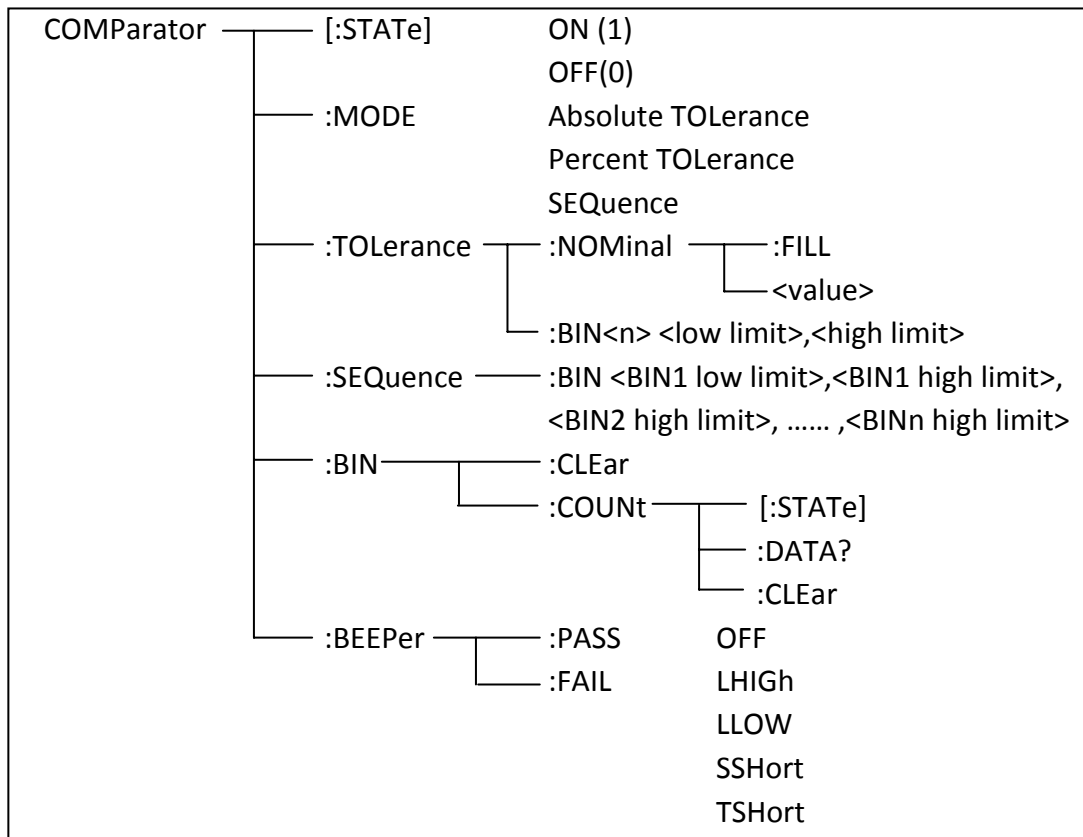 COMParator [:STATe] ON (1)
OFF(0)
:MODE Absolute TOLerance
Percent TOLerance
SEQuence
:TOLerance :NOMinal :FILL
<value>
:BIN<n> <low limit>,<high limit>
:SEQuence :BIN <BIN1 low limit>,<BIN1 high limit>,
<BIN2 high limit>, …… ,<BINn high limit>
:BIN :CLEar
:COUNt [:STATe]
:DATA?
:CLEar
:BEEPer :PASS OFF
:FAIL LHIGh
LLOW
SSHort
TSHort